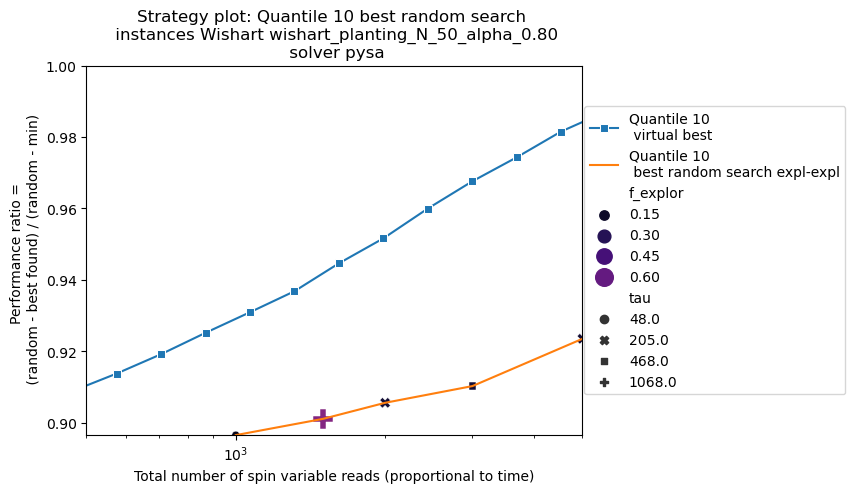 Strategy plot: Quantile 10 best random search
instances Wishart wishart_planting_N_50_alpha_0.80
solver pysa
1.00
0.98
0.96
0.94
0.92
0.90
Performance ratio =
(random - best found) / (random - min)
10³
Total number of spin variable reads (proportional to time)
Quantile 10
virtual best
Quantile 10
best random search expl-expl
f_explor
0.15
0.30
0.45
0.60
tau
48.0
205.0
468.0
1068.0